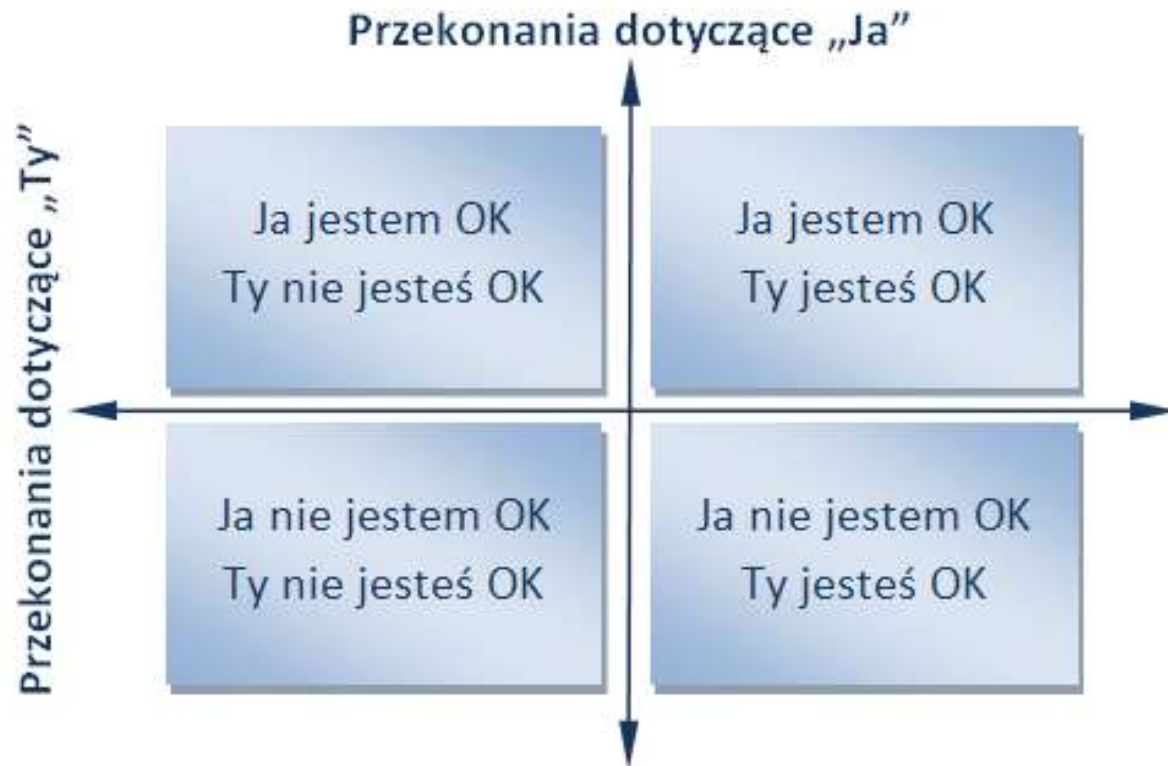 Przekonania dotyczące „Ja”
Przekonania dotyczące „Ty”
Ja jestem OK
Ty nie jesteś OK
Ja jestem OK
Ty jesteś OK
Ja nie jestem OK
Ty nie jesteś OK
Ja nie jestem OK
Ty jesteś OK